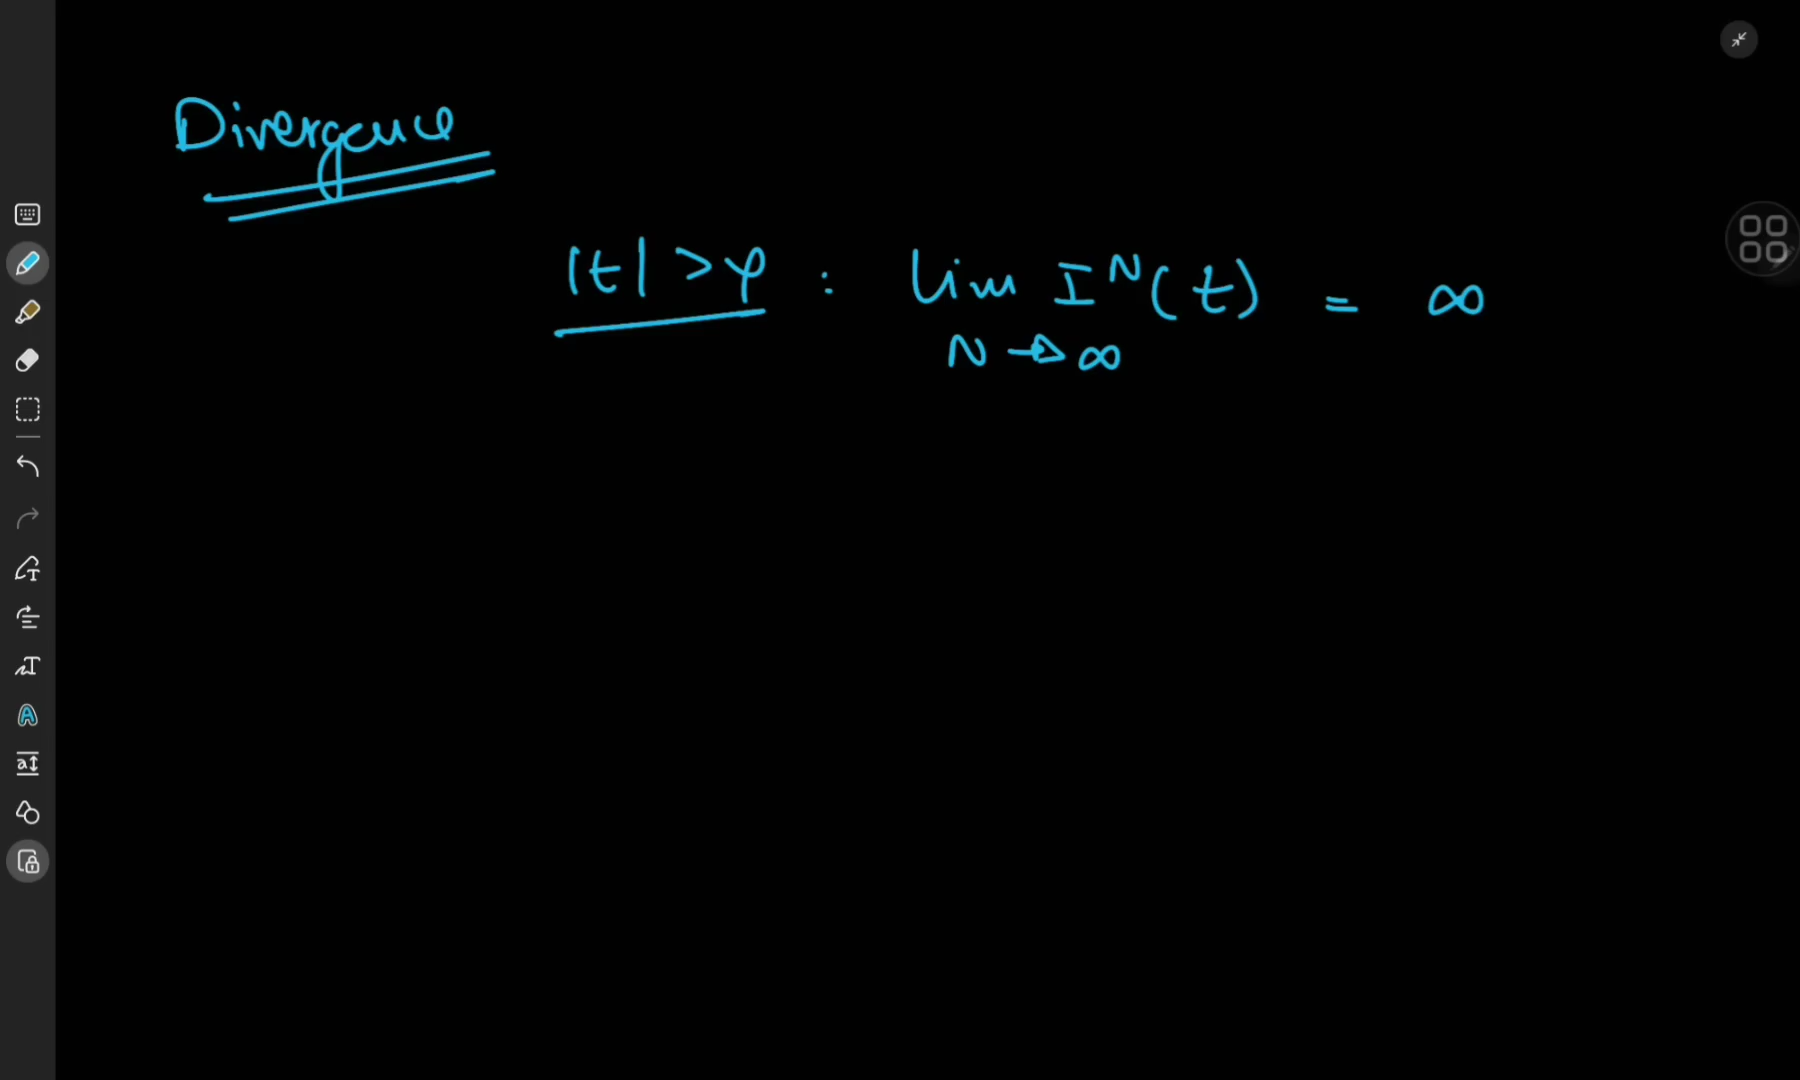 Divergence
|t| > φ : lim I^N(t) = ∞
N → ∞